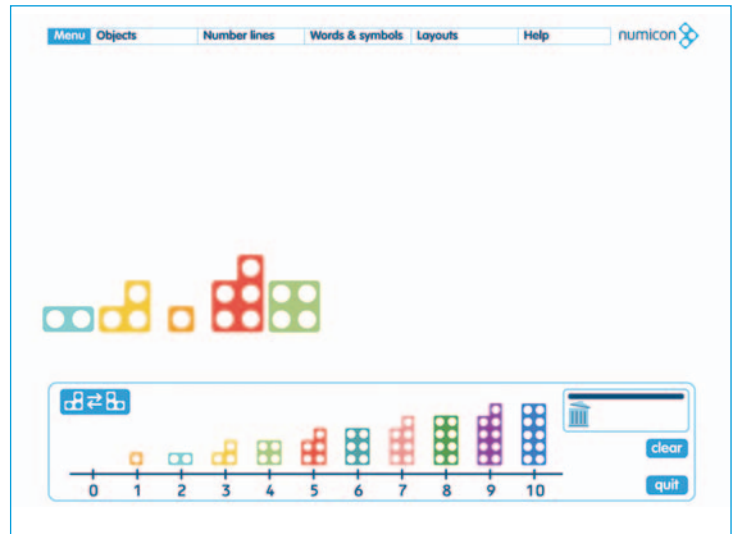 Menu Objects Number lines Words & symbols Layouts Help numicon
0 1 2 3 4 5 6 7 8 9 10
clear
quit